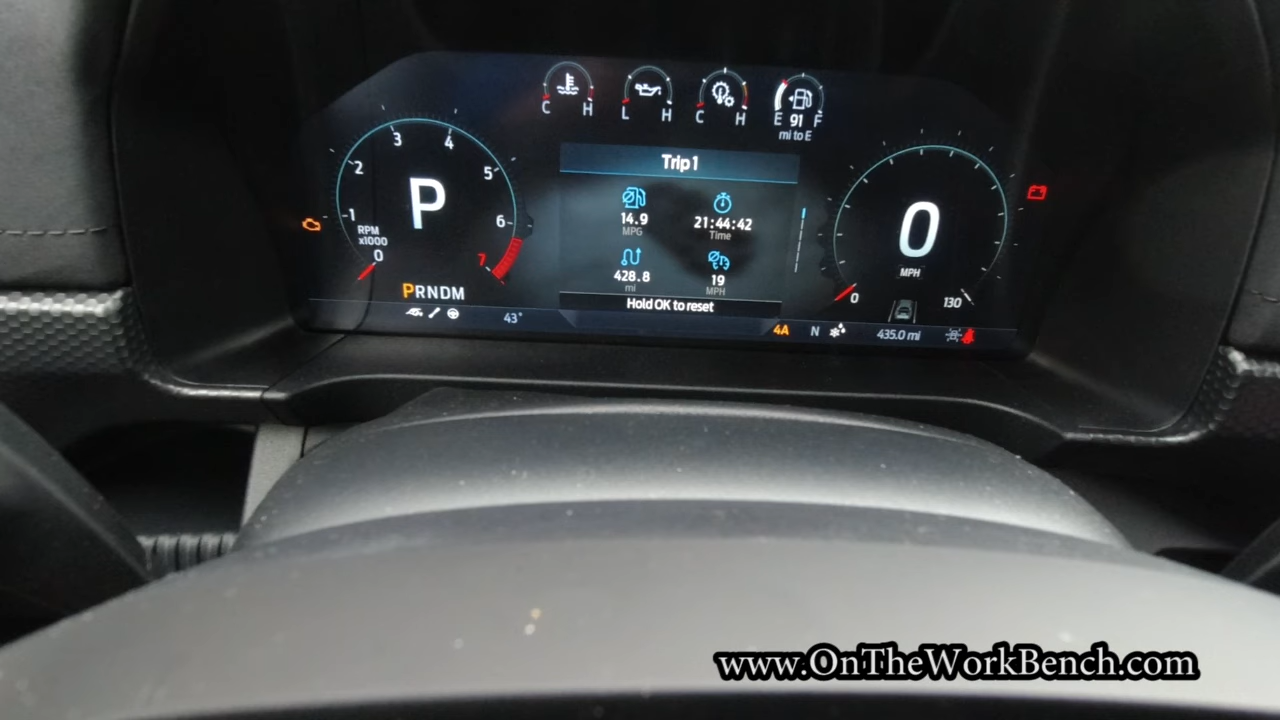 C H
L H
C H
E 91 F
mi to E
Trip 1
14.9
MPG
21:44:42
Time
428.8
mi
19
MPH
Hold OK to reset
0
1
2
3
4
5
6
7
RPM
x1000
P
PRNDM
43°
0
MPH
0
130
4A
N
435.0 mi
www.OnTheWorkBench.com